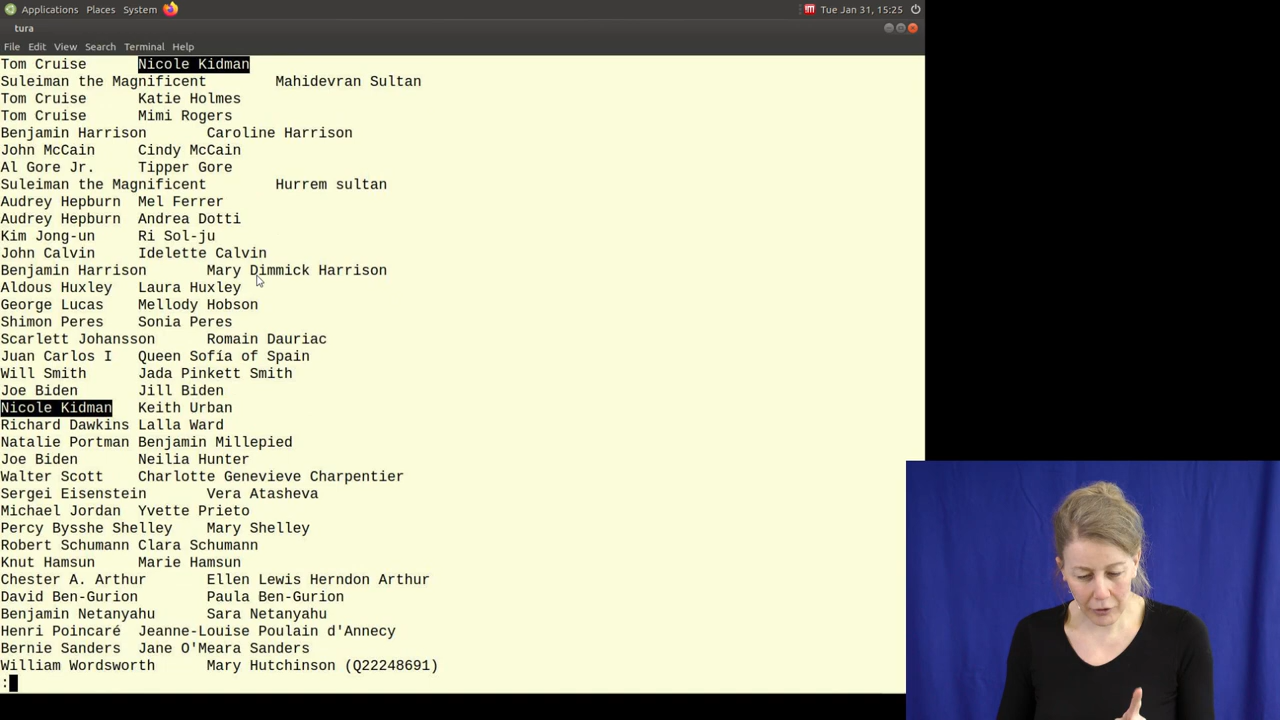 Applications Places System Tue Jan 31, 15:25
tura
File Edit View Search Terminal Help
Tom Cruise Nicole Kidman
Suleiman the Magnificent Mahidevran Sultan
Tom Cruise Katie Holmes
Tom Cruise Mimi Rogers
Benjamin Harrison Caroline Harrison
John McCain Cindy McCain
Al Gore Jr. Tipper Gore
Suleiman the Magnificent Hurrem sultan
Audrey Hepburn Mel Ferrer
Audrey Hepburn Andrea Dotti
Kim Jong-un Ri Sol-ju
John Calvin Idelette Calvin
Benjamin Harrison Mary Dimmick Harrison
Aldous Huxley Laura Huxley
George Lucas Mellody Hobson
Shimon Peres Sonia Peres
Scarlett Johansson Romain Dauriac
Juan Carlos I Queen Sofía of Spain
Will Smith Jada Pinkett Smith
Joe Biden Jill Biden
Nicole Kidman Keith Urban
Richard Dawkins Lalla Ward
Natalie Portman Benjamin Millepied
Joe Biden Neilia Hunter
Walter Scott Charlotte Genevieve Charpentier
Sergei Eisenstein Vera Atasheva
Michael Jordan Yvette Prieto
Percy Bysshe Shelley Mary Shelley
Robert Schumann Clara Schumann
Knut Hamsun Marie Hamsun
Chester A. Arthur Ellen Lewis Herndon Arthur
David Ben-Gurion Paula Ben-Gurion
Benjamin Netanyahu Sara Netanyahu
Henri Poincaré Jeanne-Louise Poulain d'Annecy
Bernie Sanders Jane O'Meara Sanders
William Wordsworth Mary Hutchinson (Q22248691)
: